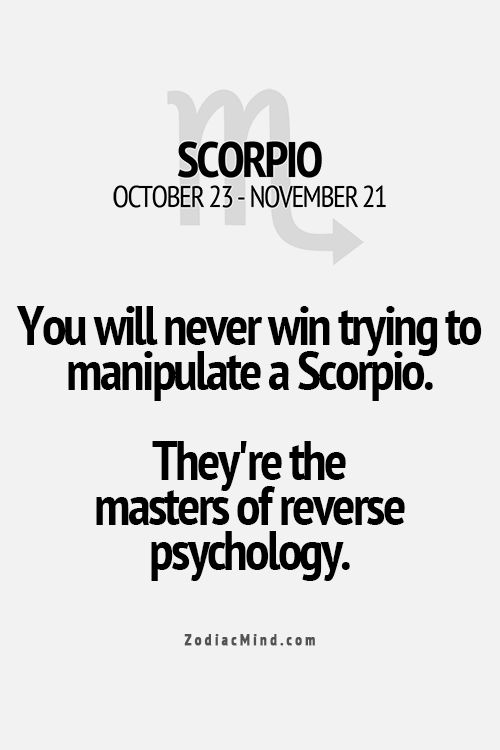 SCORPIO
OCTOBER 23 - NOVEMBER 21
You will never win trying to
manipulate a Scorpio.
They're the
masters of reverse
psychology.
ZodiacMind.com